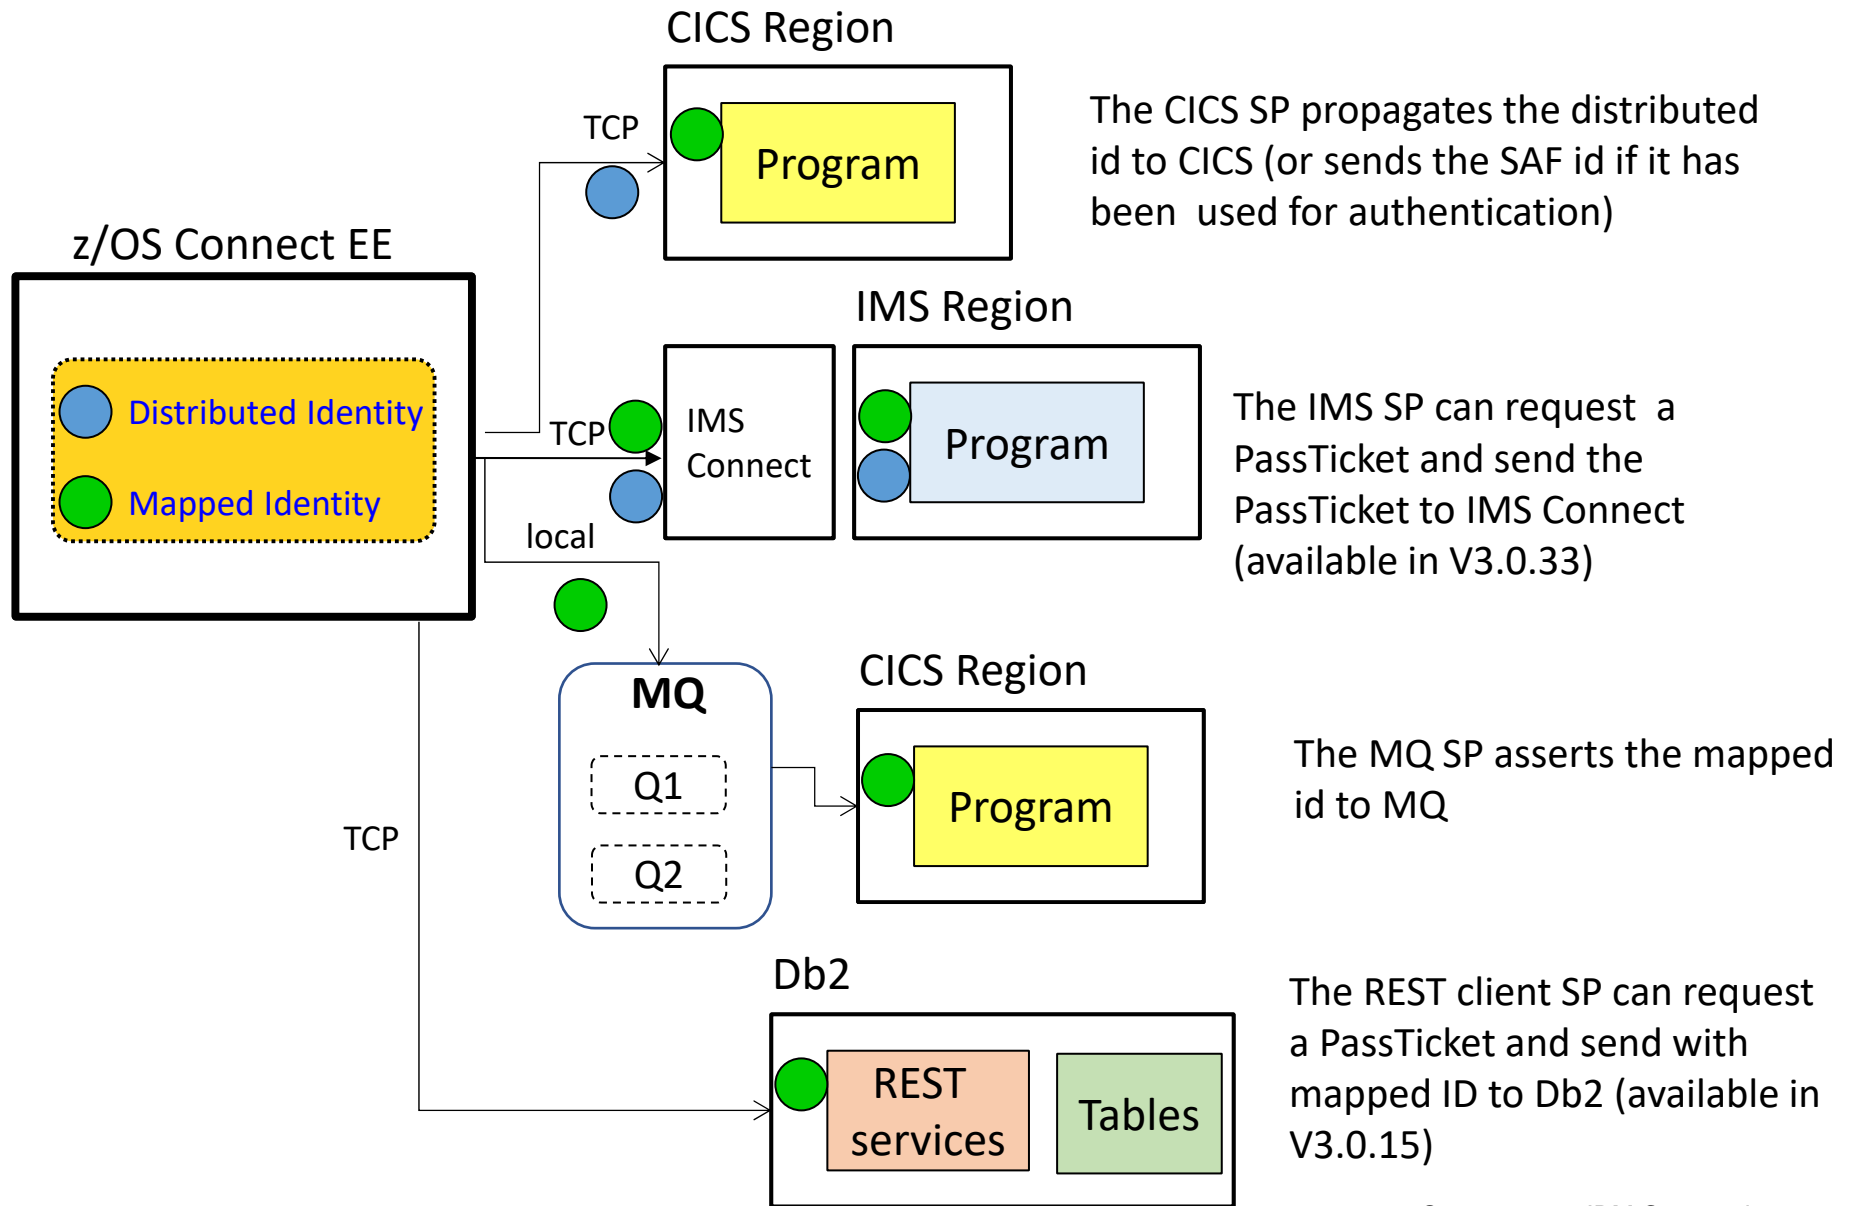 CICS Region
TCP
Program
The CICS SP propagates the distributed
id to CICS (or sends the SAF id if it has
been used for authentication)
z/OS Connect EE
Distributed Identity
Mapped Identity
IMS Region
TCP
IMS
Connect
Program
The IMS SP can request a
PassTicket and send the
PassTicket to IMS Connect
(available in V3.0.33)
local
MQ
Q1
Q2
CICS Region
Program
The MQ SP asserts the mapped
id to MQ
TCP
Db2
REST
services
Tables
The REST client SP can request
a PassTicket and send with
mapped ID to Db2 (available in
V3.0.15)